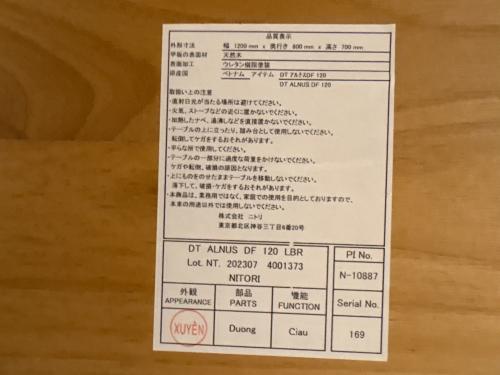 品質表示
外形寸法 幅 1200 mm x 奥行き 800 mm x 高さ 700 mm
甲板の表面材 天然木
表面加工 ウレタン樹脂塗装
原産国 ベトナム アイテム DT アルナスDF 120
DT ALNUS DF 120
取扱い上の注意
・直射日光が当たる場所は避けてください。
・火気、ストーブなどの近くに置かないでください。
・加熱したナベ、湯沸しなどを直接置かないでください。
・テーブルの上に立ったり、踏み台として使用しないでください。
転倒してケガをするおそれがあります。
・平らな所で使用してください。
・テーブルの一部分に過度な荷重をかけないでください。
ケガや転倒、破損の原因となります。
・上にものをのせたままテーブルを移動しないでください。
落下して、破損・ケガをするおそれがあります。
・本商品は、業務用ではなく、家庭での使用を目的としておりますので、
本来の用途以外では使用しないでください。
株式会社 ニトリ
東京都北区神谷三丁目6番20号
DT ALNUS DF 120 LBR
Lot. NT. 202307 4001373
NITORI
PI No.
N-10887
外観 APPEARANCE
部品 PARTS
機能 FUNCTION
Serial No.
XUYÊN
Duong
Ciau
169